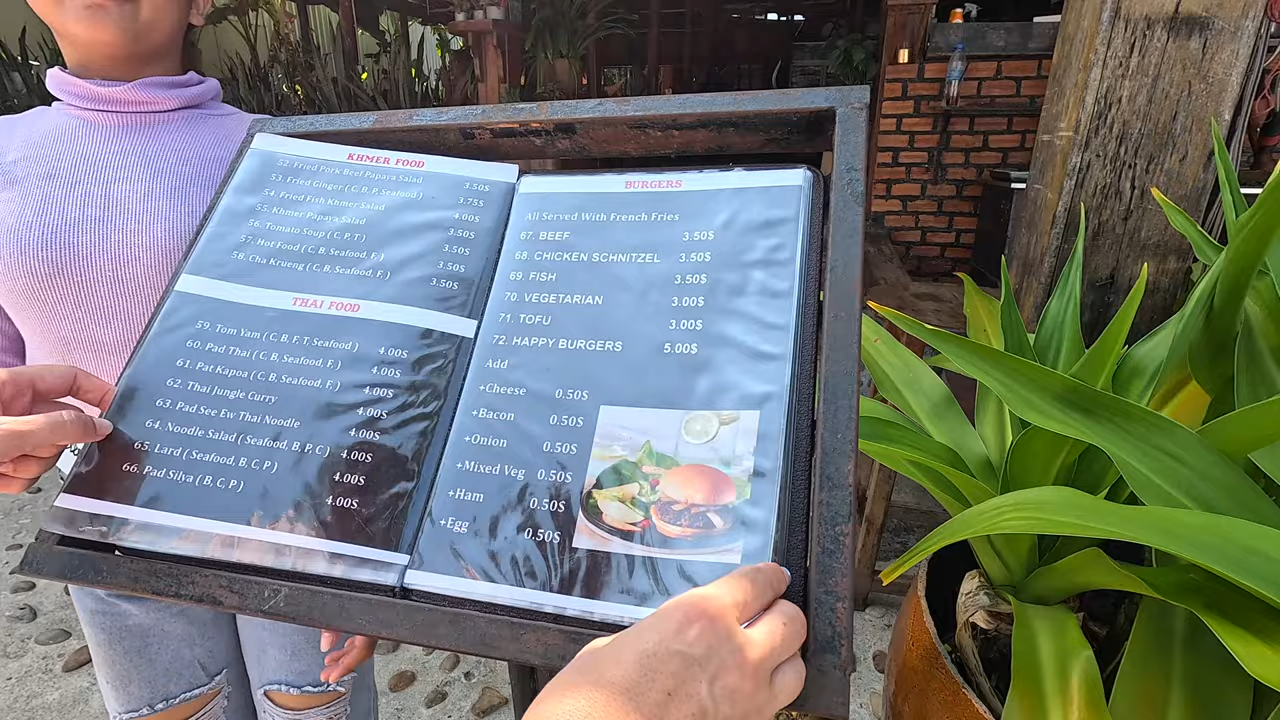 KHMER FOOD
52. Fried Pork Beef Papaya Salad 3.50$
53. Fried Ginger ( C, B, P, Seafood ) 3.75$
54. Fried Fish Khmer Salad 4.00$
55. Khmer Papaya Salad 3.50$
56. Tomato Soup ( C, P, T ) 3.50$
57. Hot Food ( C, B, Seafood, F, ) 3.50$
58. Cha Krueng ( C, B, Seafood, F, ) 3.50$
THAI FOOD
59. Tom Yam ( C, B, F, T, Seafood ) 4.00$
60. Pad Thai ( C, B, Seafood, F, ) 4.00$
61. Pat Kapoa ( C, B, Seafood, F, ) 4.00$
62. Thai Jungle Curry 4.00$
63. Pad See Ew Thai Noodle 4.00$
64. Noodle Salad ( Seafood, B, P, C ) 4.00$
65. Lard ( Seafood, B, C, P ) 4.00$
66. Pad Silya ( B, C, P ) 4.00$
BURGERS
All Served With French Fries
67. BEEF 3.50$
68. CHICKEN SCHNITZEL 3.50$
69. FISH 3.50$
70. VEGETARIAN 3.00$
71. TOFU 3.00$
72. HAPPY BURGERS 5.00$
Add
+Cheese 0.50$
+Bacon 0.50$
+Onion 0.50$
+Mixed Veg 0.50$
+Ham 0.50$
+Egg 0.50$